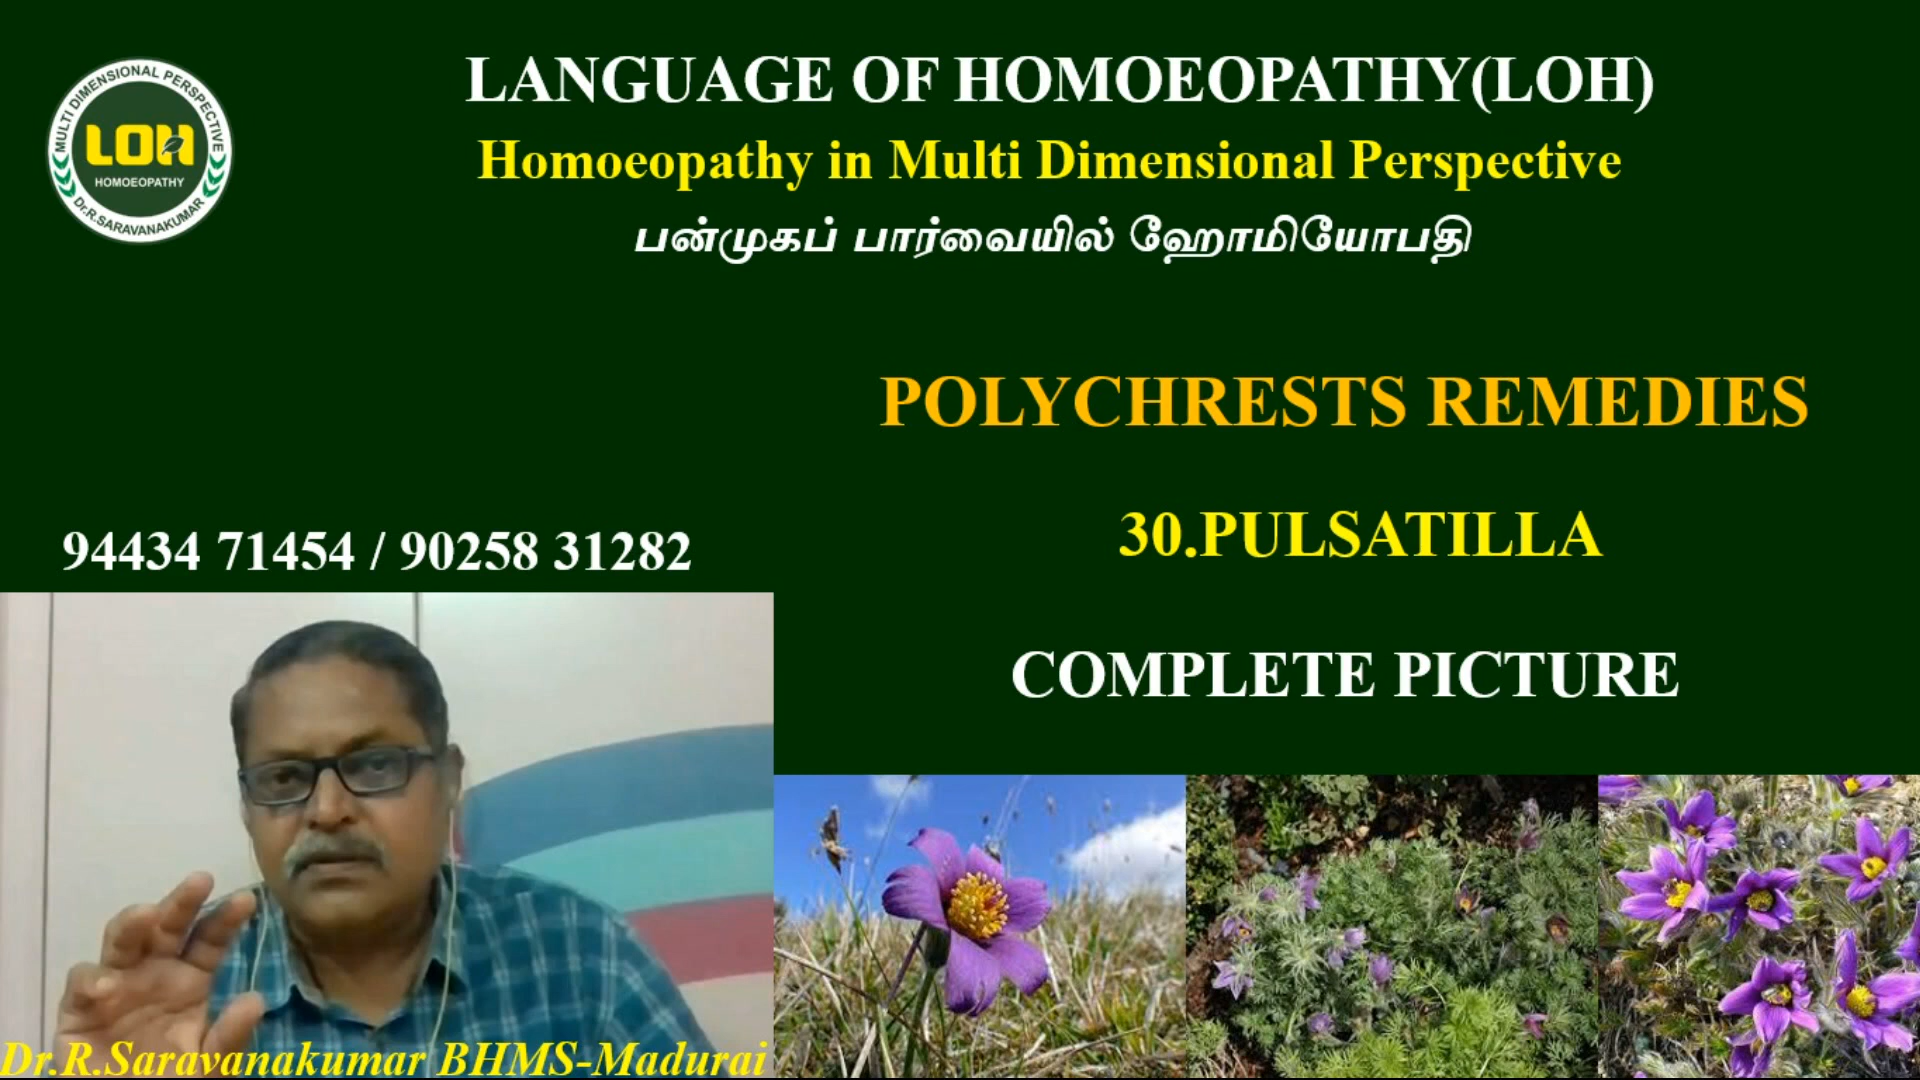 MULTI DIMENSIONAL PERSPECTIVE
LOH
HOMOEOPATHY
Dr.R.SARAVANAKUMAR
LANGUAGE OF HOMOEOPATHY(LOH)
Homoeopathy in Multi Dimensional Perspective
பன்முகப் பார்வையில் ஹோமியோபதி
POLYCHRESTS REMEDIES
30.PULSATILLA
COMPLETE PICTURE
94434 71454 / 90258 31282
Dr.R.Saravanakumar BHMS-Madurai